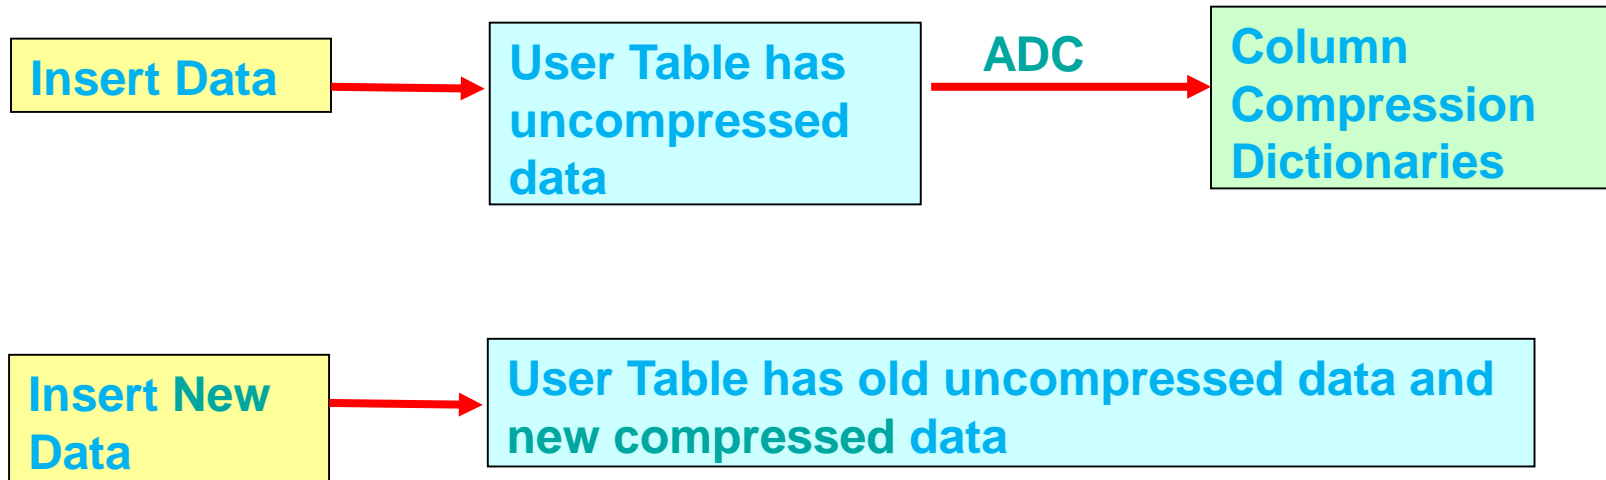 Insert Data
User Table has
uncompressed
data
ADC
Column
Compression
Dictionaries
Insert New
Data
User Table has old uncompressed data and
new compressed data